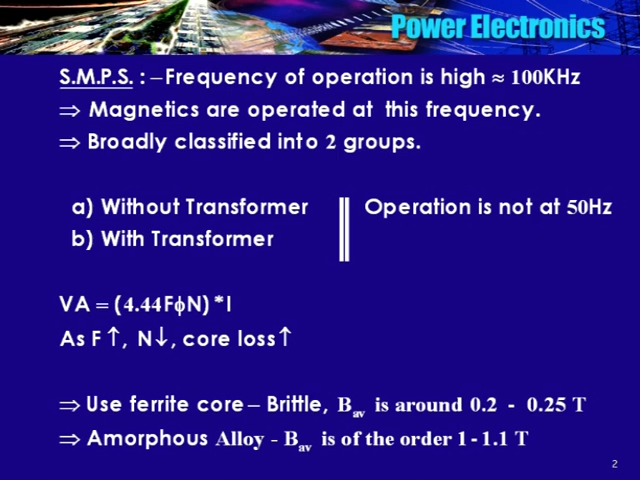 Power Electronics
S.M.P.S. : – Frequency of operation is high ≈ 100KHz
⇒ Magnetics are operated at this frequency.
⇒ Broadly classified into 2 groups.
a) Without Transformer Operation is not at 50Hz
b) With Transformer
VA = (4.44FϕN)*I
As F ↑, N↓, core loss↑
⇒ Use ferrite core – Brittle, Bav is around 0.2 - 0.25 T
⇒ Amorphous Alloy - Bav is of the order 1 - 1.1 T
2